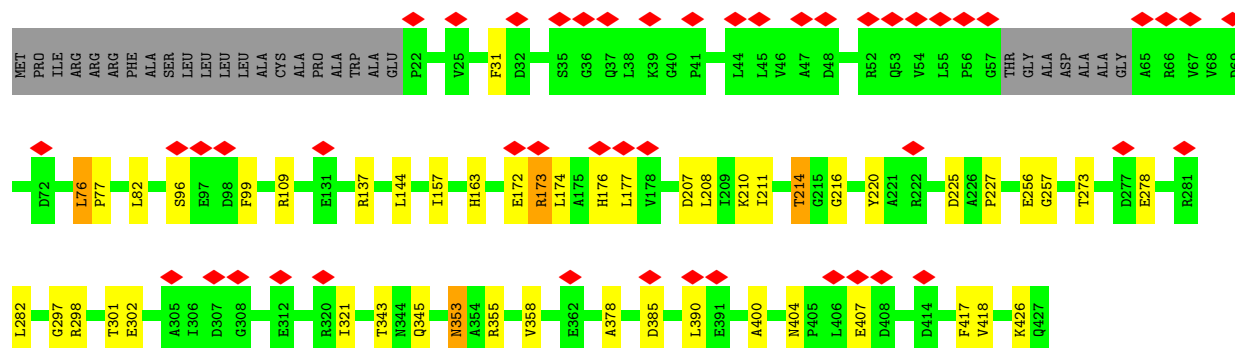 MET PRO ILE ARG ARG ARG PHE ALA SER LEU LEU LEU LEU ALA CYS ALA PRO ALA TRP ALA GLU P22 V25 F31 D32 S35 G36 Q37 L38 K39 G40 P41 L44 L45 V46 A47 D48 R52 Q53 V54 L55 P56 G57 THR GLY ALA ASP ALA ALA GLY A65 R66 V67 V68
D72 L76 P77 L82 S96 E97 D98 F99 R109 E131 R137 L144 I157 H163 E172 R173 L174 A175 H176 L177 V178 D207 L208 I209 K210 I211 T214 G215 G216 Y220 A221 R222 D225 A226 P227 E256 G257 T273 D277 E278 R281
L282 G297 R298 T301 E302 A305 I306 D307 G308 E312 R320 I321 T343 N344 Q345 N353 A354 R355 V358 E362 A378 D385 L390 E391 A400 N404 P405 L406 E407 D408 D414 F417 V418 K426 Q427